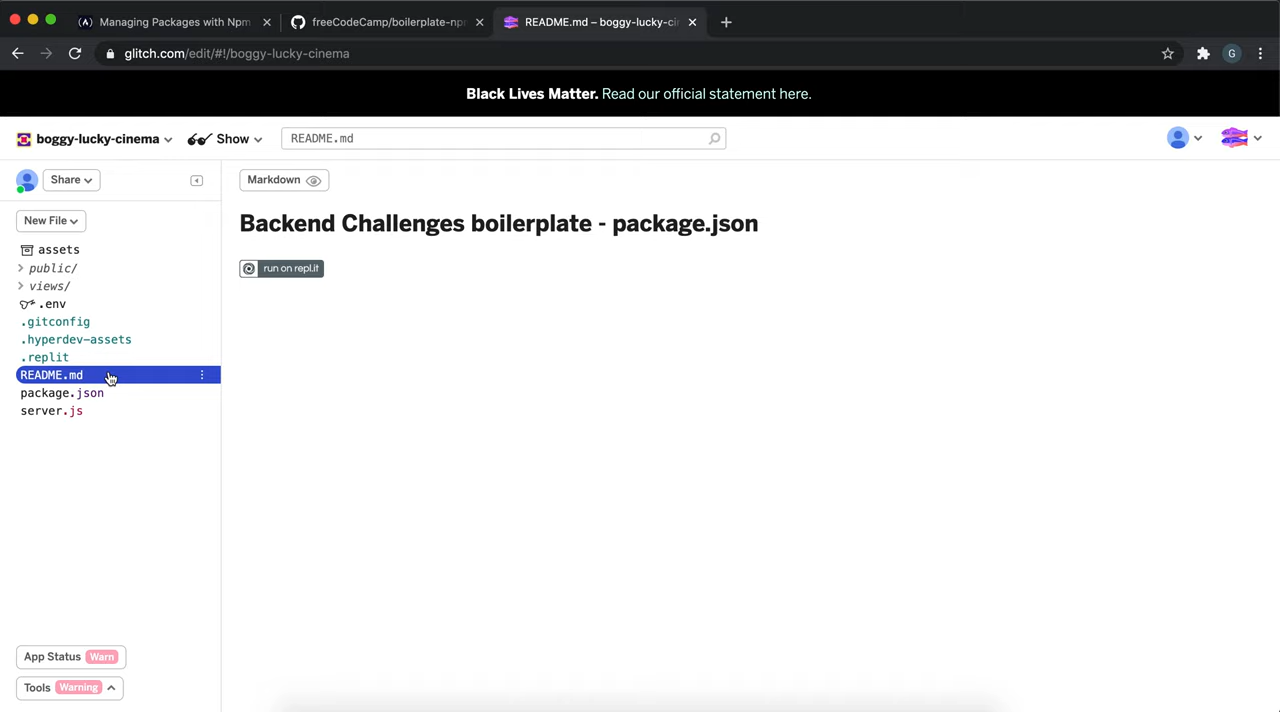 Managing Packages with Npm
freeCodeCamp/boilerplate-npm
README.md – boggy-lucky-ci
glitch.com/edit/#!/boggy-lucky-cinema
G
Black Lives Matter. Read our official statement here.
boggy-lucky-cinema
Show
README.md
Share
Markdown
New File
Backend Challenges boilerplate - package.json
run on repl.it
assets
public/
views/
.env
.gitconfig
.hyperdev-assets
.replit
README.md
package.json
server.js
App Status Warn
Tools Warning